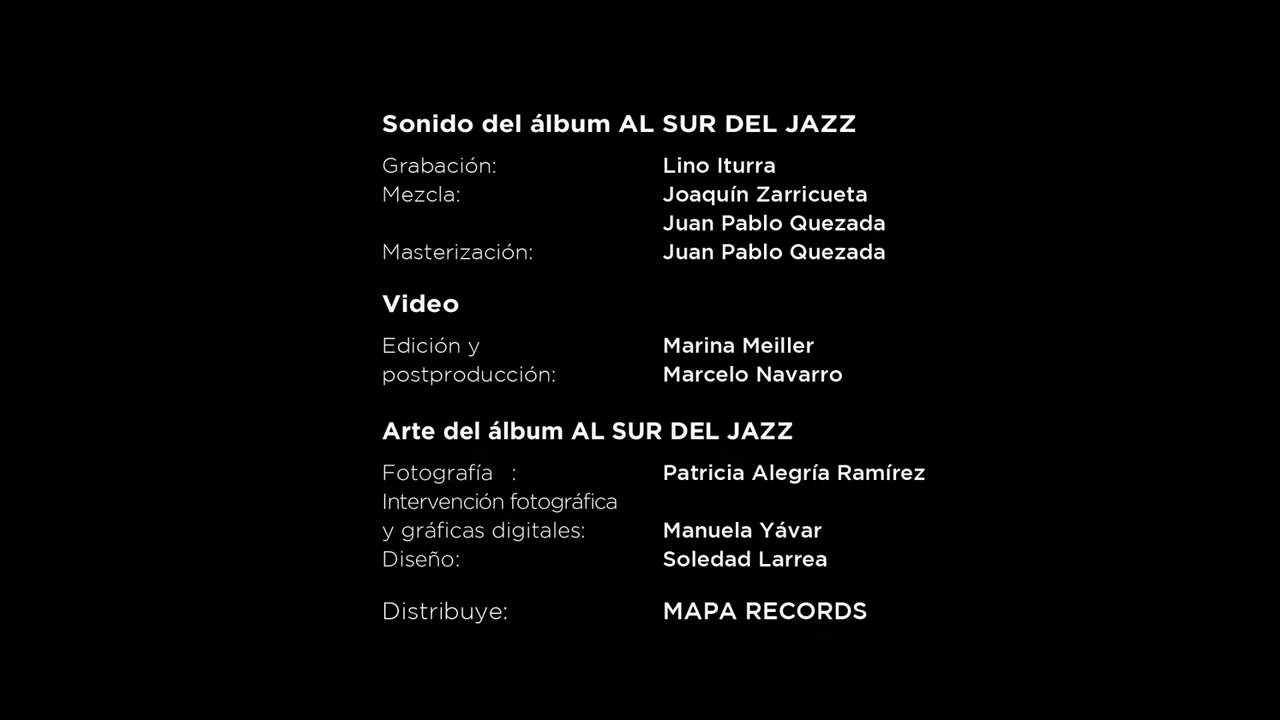 Sonido del álbum AL SUR DEL JAZZ
Grabación: Lino Iturra
Mezcla: Joaquín Zarricueta
Juan Pablo Quezada
Masterización: Juan Pablo Quezada
Video
Edición y Marina Meiller
postproducción: Marcelo Navarro
Arte del álbum AL SUR DEL JAZZ
Fotografía : Patricia Alegría Ramírez
Intervención fotográfica
y gráficas digitales: Manuela Yávar
Diseño: Soledad Larrea
Distribuye: MAPA RECORDS